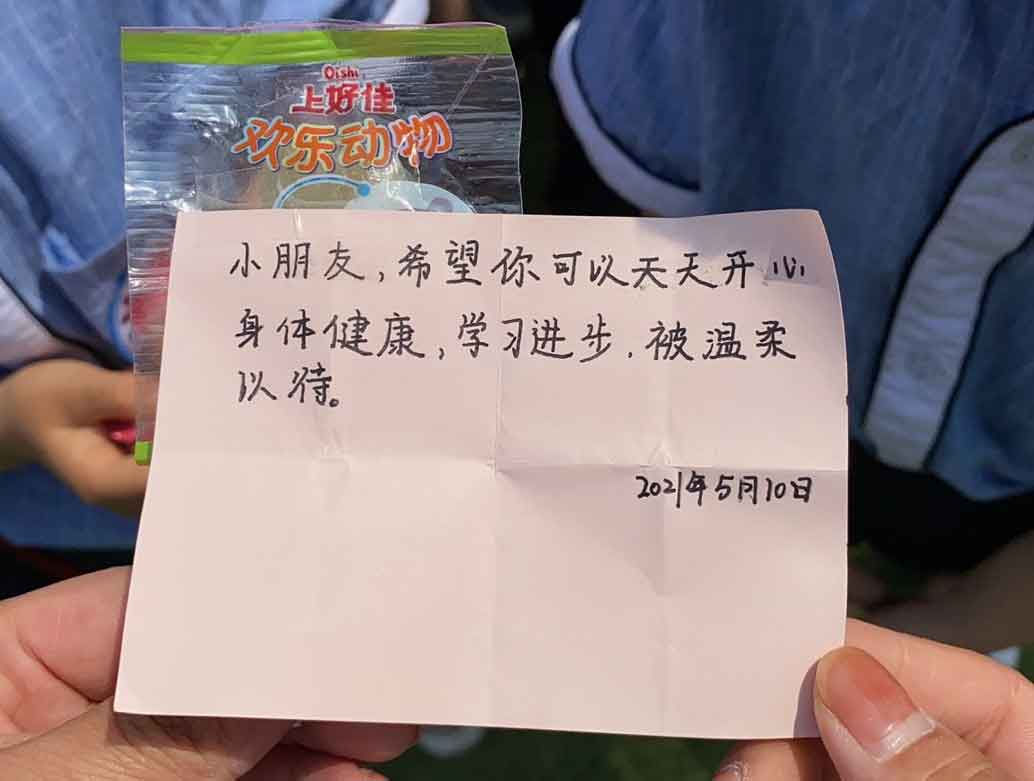 Oishi
上好佳
欢乐动物
小朋友,希望你可以天天开心
身体健康,学习进步.被温柔
以待。
2021年5月10日